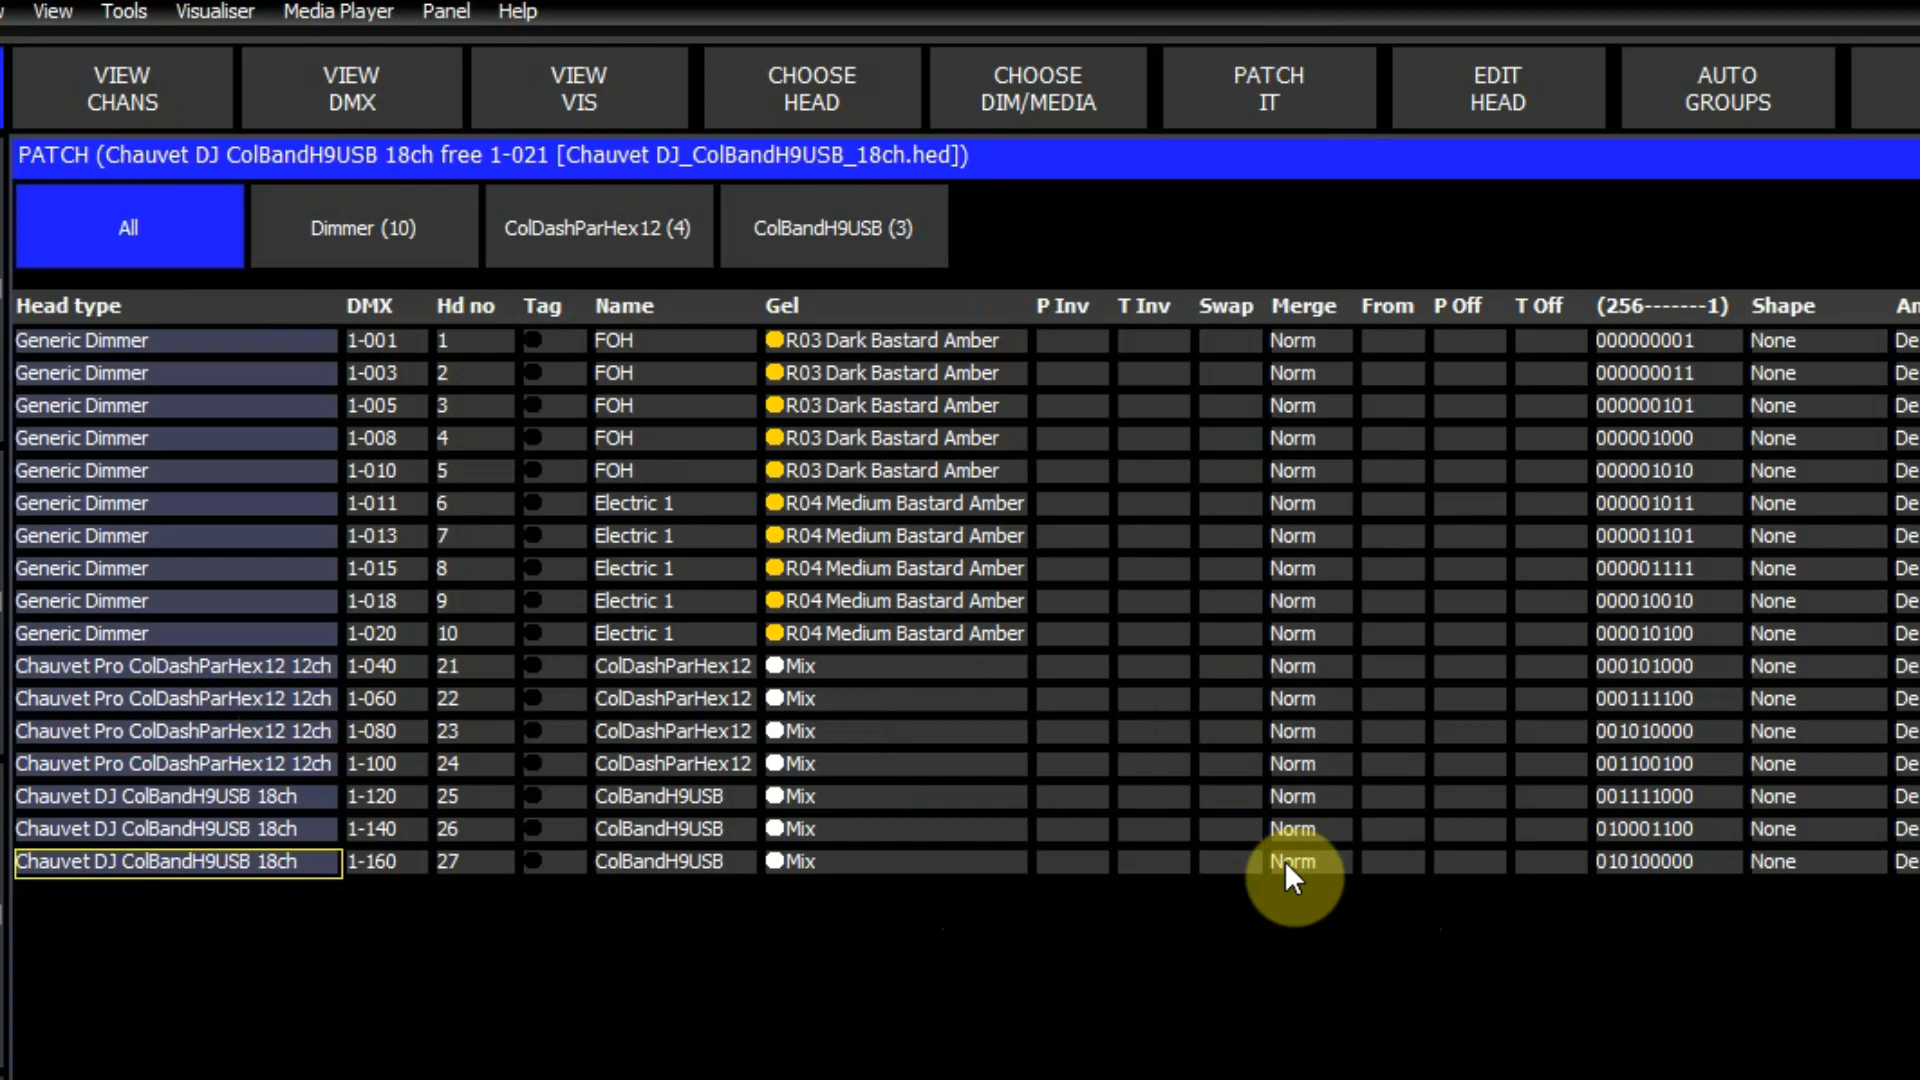 View Tools Visualiser Media Player Panel Help
VIEW CHANS VIEW DMX VIEW VIS CHOOSE HEAD CHOOSE DIM/MEDIA PATCH IT EDIT HEAD AUTO GROUPS
PATCH (Chauvet DJ ColBandH9USB 18ch free 1-021 [Chauvet DJ_ColBandH9USB_18ch.hed])
All Dimmer (10) ColDashParHex12 (4) ColBandH9USB (3)
Head type DMX Hd no Tag Name Gel P Inv T Inv Swap Merge From P Off T Off (256-------1) Shape
Generic Dimmer 1-001 1 FOH R03 Dark Bastard Amber Norm 000000001 None
Generic Dimmer 1-003 2 FOH R03 Dark Bastard Amber Norm 000000011 None
Generic Dimmer 1-005 3 FOH R03 Dark Bastard Amber Norm 000000101 None
Generic Dimmer 1-008 4 FOH R03 Dark Bastard Amber Norm 000001000 None
Generic Dimmer 1-010 5 FOH R03 Dark Bastard Amber Norm 000001010 None
Generic Dimmer 1-011 6 Electric 1 R04 Medium Bastard Amber Norm 000001011 None
Generic Dimmer 1-013 7 Electric 1 R04 Medium Bastard Amber Norm 000001101 None
Generic Dimmer 1-015 8 Electric 1 R04 Medium Bastard Amber Norm 000001111 None
Generic Dimmer 1-018 9 Electric 1 R04 Medium Bastard Amber Norm 000010010 None
Generic Dimmer 1-020 10 Electric 1 R04 Medium Bastard Amber Norm 000010100 None
Chauvet Pro ColDashParHex12 12ch 1-040 21 ColDashParHex12 Mix Norm 000101000 None
Chauvet Pro ColDashParHex12 12ch 1-060 22 ColDashParHex12 Mix Norm 000111100 None
Chauvet Pro ColDashParHex12 12ch 1-080 23 ColDashParHex12 Mix Norm 001010000 None
Chauvet Pro ColDashParHex12 12ch 1-100 24 ColDashParHex12 Mix Norm 001100100 None
Chauvet DJ ColBandH9USB 18ch 1-120 25 ColBandH9USB Mix Norm 001111000 None
Chauvet DJ ColBandH9USB 18ch 1-140 26 ColBandH9USB Mix Norm 010001100 None
Chauvet DJ ColBandH9USB 18ch 1-160 27 ColBandH9USB Mix Norm 010100000 None